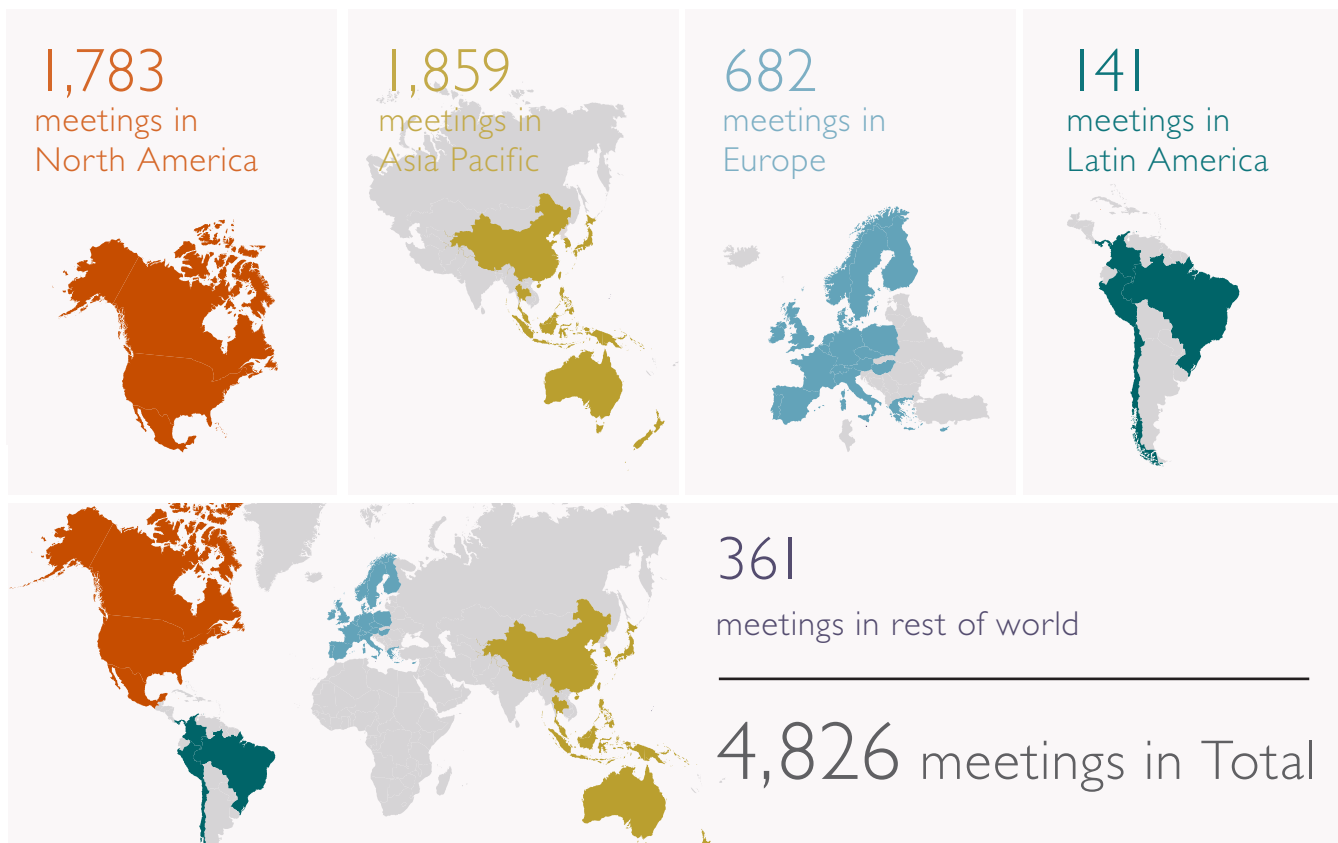 1,783
meetings in
North America
1,859
meetings in
Asia Pacific
682
meetings in
Europe
141
meetings in
Latin America
361
meetings in rest of world
4,826 meetings in Total